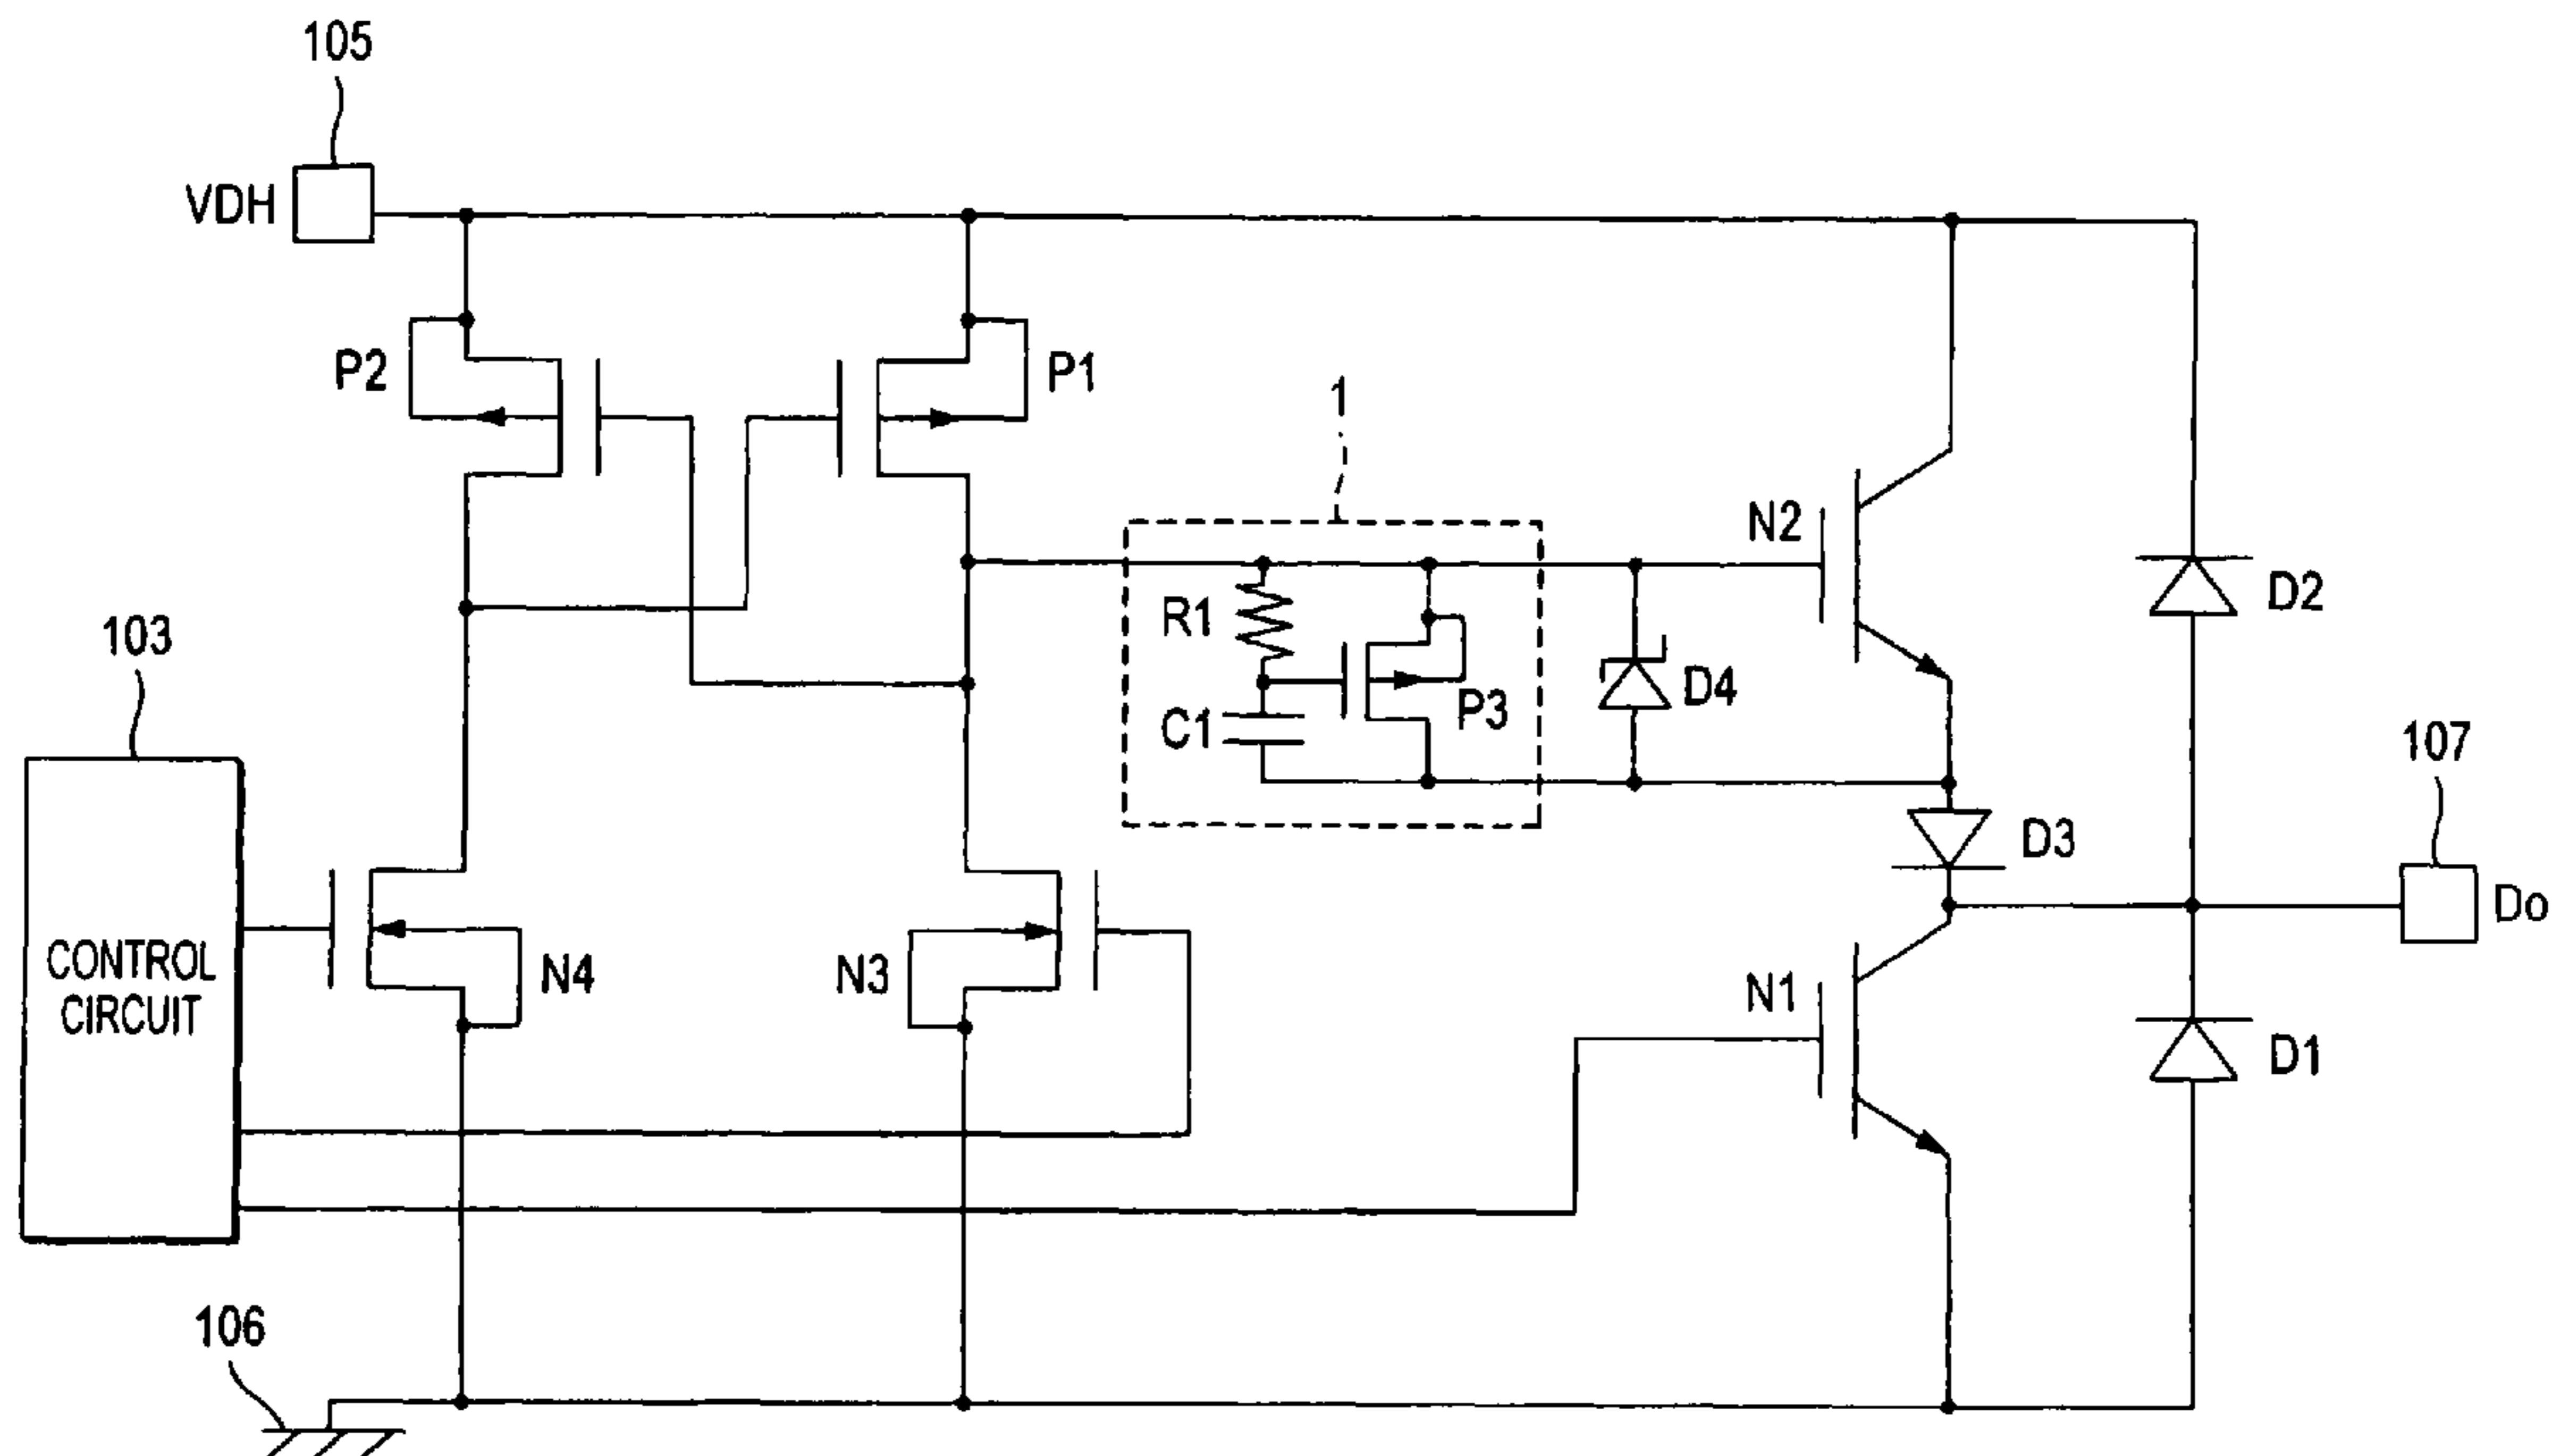 105
VDH
P2
P1
1
N2
D2
R1
103
D4
P3
C1
107
D3
Do
CONTROL
CIRCUIT
N4
N3
N1
D1
106